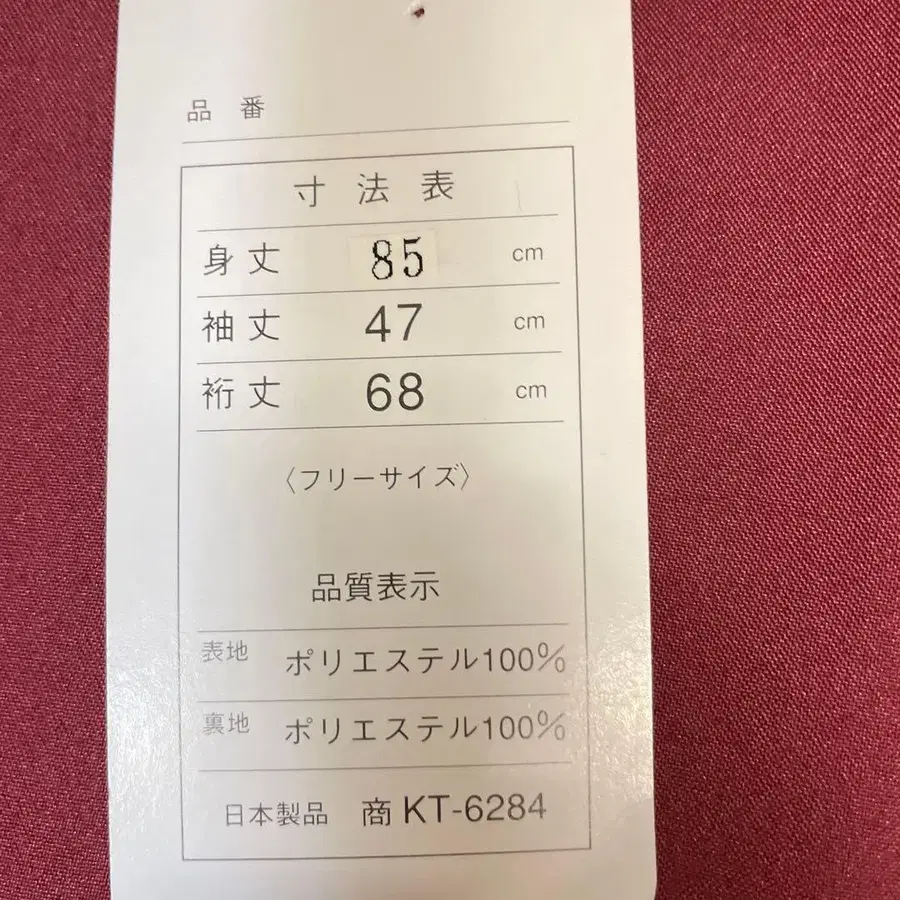 品番
寸法表
身丈 85 cm
袖丈 47 cm
裄丈 68 cm
〈フリーサイズ〉
品質表示
表地 ポリエステル100%
裏地 ポリエステル100%
日本製品 商 KT-6284